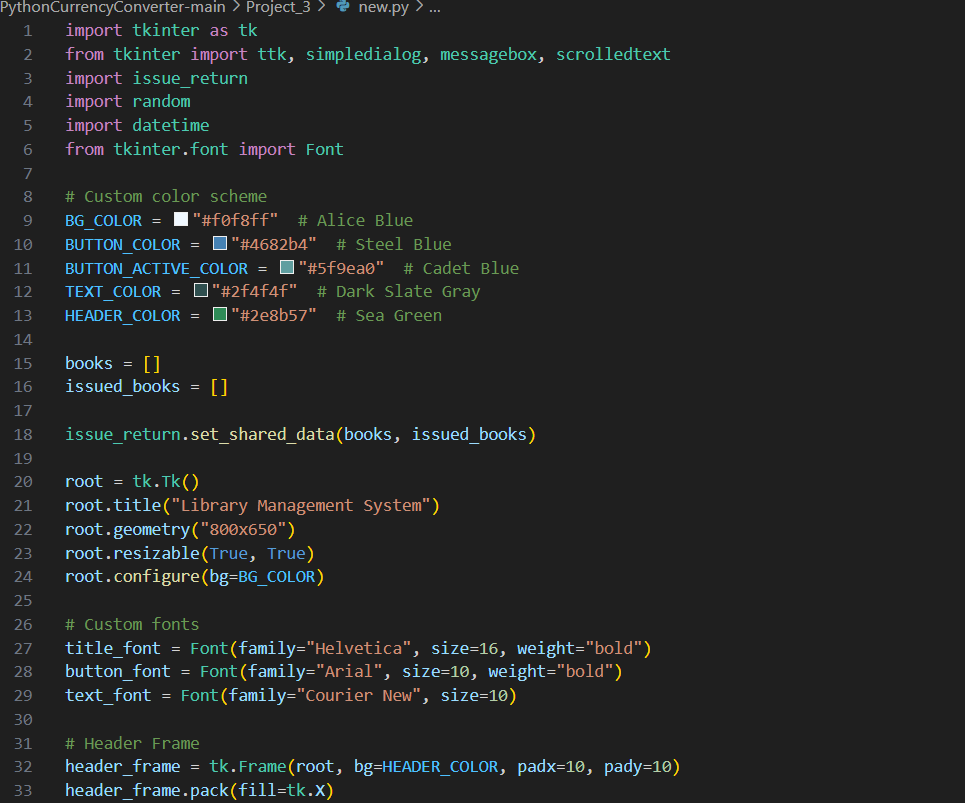 PythonCurrencyConverter-main > Project_3 > new.py > ...
1 import tkinter as tk
2 from tkinter import ttk, simpledialog, messagebox, scrolledtext
3 import issue_return
4 import random
5 import datetime
6 from tkinter.font import Font
7
8 # Custom color scheme
9 BG_COLOR = "#f0f8ff"  # Alice Blue
10 BUTTON_COLOR = "#4682b4"  # Steel Blue
11 BUTTON_ACTIVE_COLOR = "#5f9ea0"  # Cadet Blue
12 TEXT_COLOR = "#2f4f4f"  # Dark Slate Gray
13 HEADER_COLOR = "#2e8b57"  # Sea Green
14
15 books = []
16 issued_books = []
17
18 issue_return.set_shared_data(books, issued_books)
19
20 root = tk.Tk()
21 root.title("Library Management System")
22 root.geometry("800x650")
23 root.resizable(True, True)
24 root.configure(bg=BG_COLOR)
25
26 # Custom fonts
27 title_font = Font(family="Helvetica", size=16, weight="bold")
28 button_font = Font(family="Arial", size=10, weight="bold")
29 text_font = Font(family="Courier New", size=10)
30
31 # Header Frame
32 header_frame = tk.Frame(root, bg=HEADER_COLOR, padx=10, pady=10)
33 header_frame.pack(fill=tk.X)